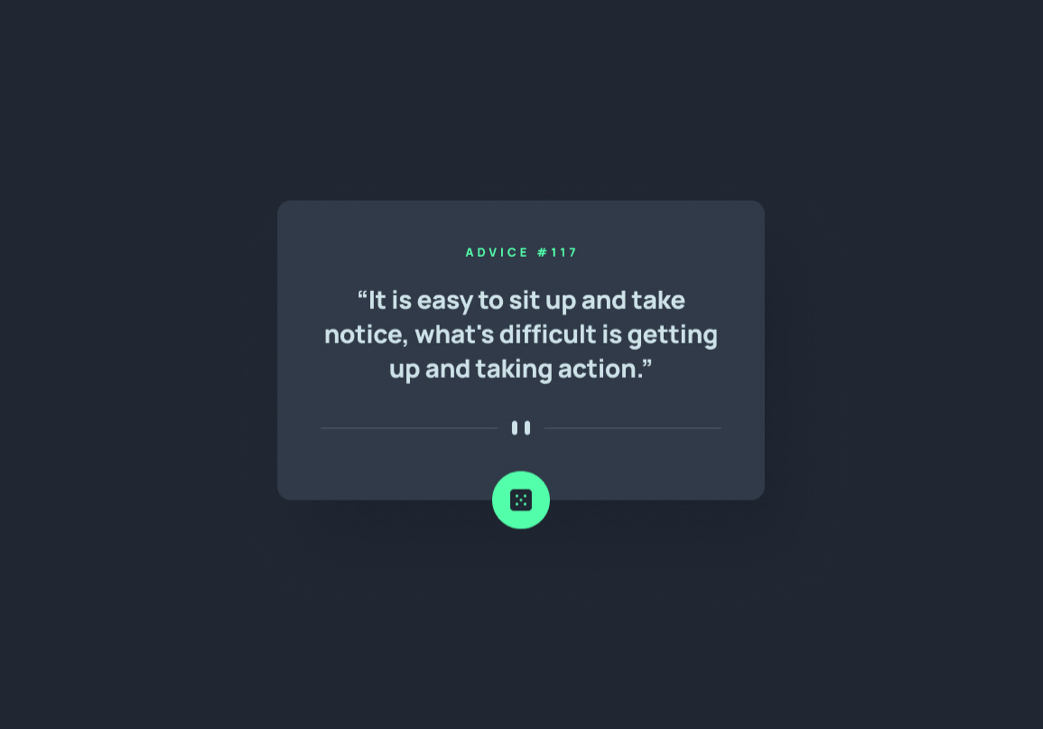 ADVICE #117
“It is easy to sit up and take
notice, what's difficult is getting
up and taking action.”